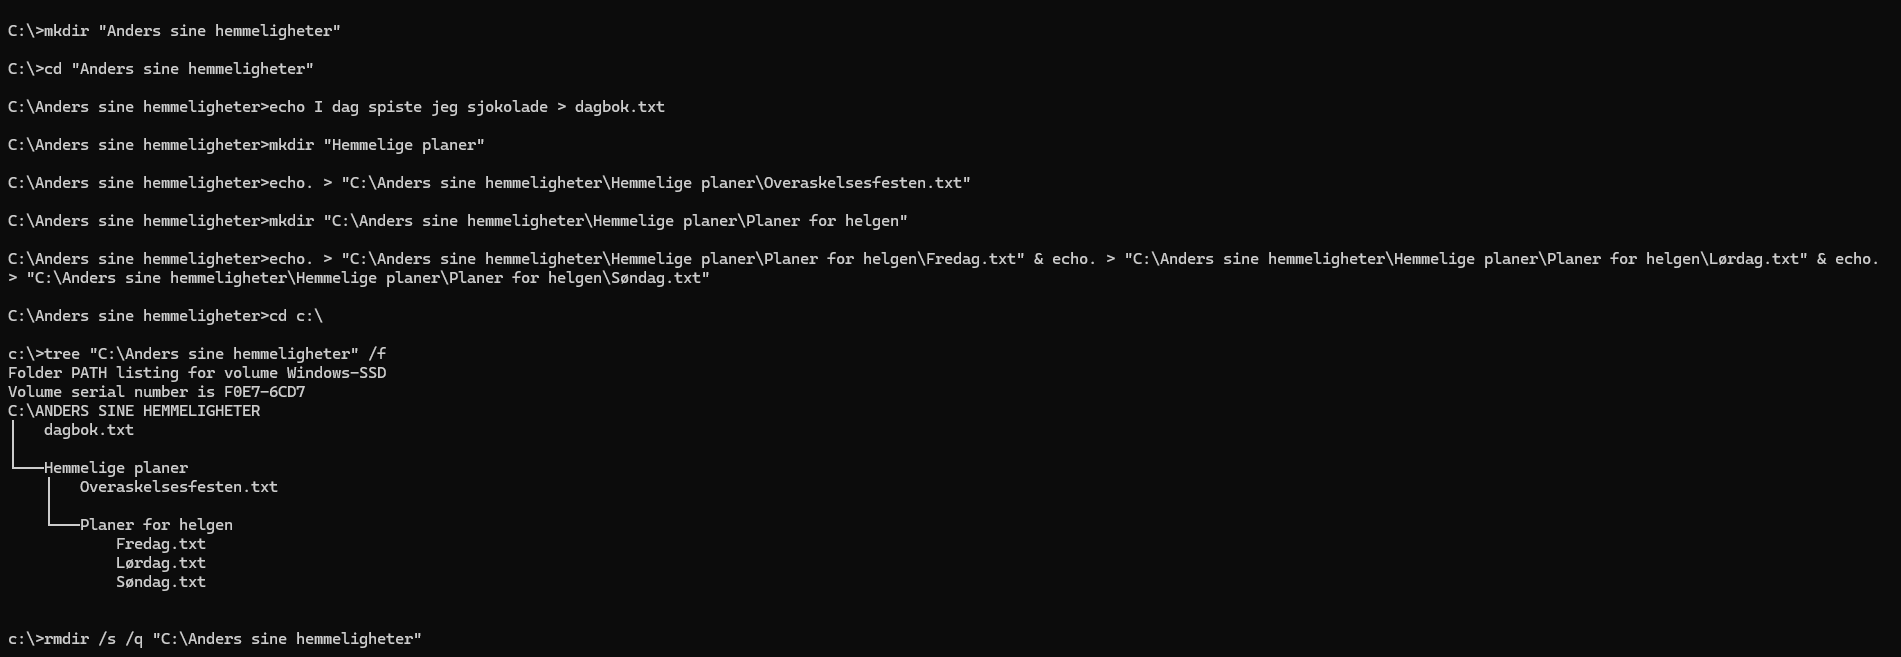 C:\>mkdir "Anders sine hemmeligheter"
C:\>cd "Anders sine hemmeligheter"
C:\Anders sine hemmeligheter>echo I dag spiste jeg sjokolade > dagbok.txt
C:\Anders sine hemmeligheter>mkdir "Hemmelige planer"
C:\Anders sine hemmeligheter>echo. > "C:\Anders sine hemmeligheter\Hemmelige planer\Overaskelsesfesten.txt"
C:\Anders sine hemmeligheter>mkdir "C:\Anders sine hemmeligheter\Hemmelige planer\Planer for helgen"
C:\Anders sine hemmeligheter>echo. > "C:\Anders sine hemmeligheter\Hemmelige planer\Planer for helgen\Fredag.txt" & echo. > "C:\Anders sine hemmeligheter\Hemmelige planer\Planer for helgen\Lørdag.txt" & echo.
> "C:\Anders sine hemmeligheter\Hemmelige planer\Planer for helgen\Søndag.txt"
C:\Anders sine hemmeligheter>cd c:\
c:\>tree "C:\Anders sine hemmeligheter" /f
Folder PATH listing for volume Windows-SSD
Volume serial number is F0E7-6CD7
C:\ANDERS SINE HEMMELIGHETER
dagbok.txt
Hemmelige planer
Overaskelsesfesten.txt
Planer for helgen
Fredag.txt
Lørdag.txt
Søndag.txt
c:\>rmdir /s /q "C:\Anders sine hemmeligheter"